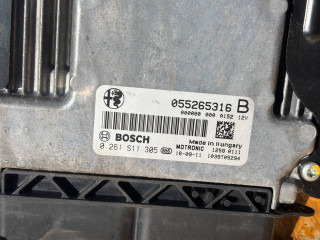 055265316 B
000000 000 A152 12V
BOSCH
Made in Hungary
0 261 S11 305
MOTRONIC 1258 0111
10-09-11 1039T05294